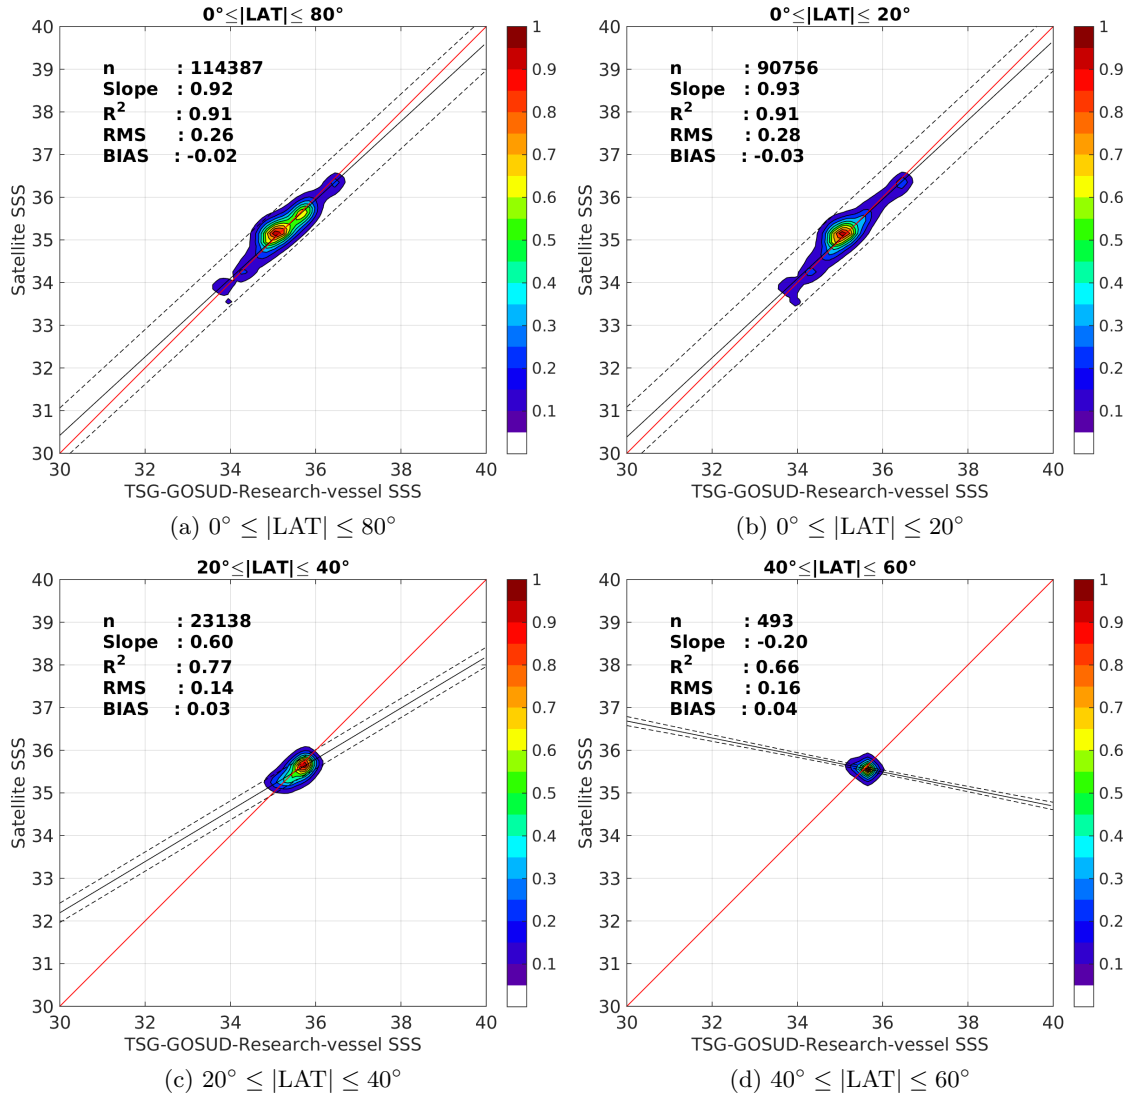 0°≤|LAT|≤ 80°
n : 114387
Slope : 0.92
R² : 0.91
RMS : 0.26
BIAS : -0.02
Satellite SSS
40
39
38
37
36
35
34
33
32
31
30
30 32 34 36 38 40
TSG-GOSUD-Research-vessel SSS
1
0.9
0.8
0.7
0.6
0.5
0.4
0.3
0.2
0.1
(a) 0° ≤ |LAT| ≤ 80°
0°≤|LAT|≤ 20°
n : 90756
Slope : 0.93
R² : 0.91
RMS : 0.28
BIAS : -0.03
Satellite SSS
40
39
38
37
36
35
34
33
32
31
30
30 32 34 36 38 40
TSG-GOSUD-Research-vessel SSS
1
0.9
0.8
0.7
0.6
0.5
0.4
0.3
0.2
0.1
(b) 0° ≤ |LAT| ≤ 20°
20°≤|LAT|≤ 40°
n : 23138
Slope : 0.60
R² : 0.77
RMS : 0.14
BIAS : 0.03
Satellite SSS
40
39
38
37
36
35
34
33
32
31
30
30 32 34 36 38 40
TSG-GOSUD-Research-vessel SSS
1
0.9
0.8
0.7
0.6
0.5
0.4
0.3
0.2
0.1
(c) 20° ≤ |LAT| ≤ 40°
40°≤|LAT|≤ 60°
n : 493
Slope : -0.20
R² : 0.66
RMS : 0.16
BIAS : 0.04
Satellite SSS
40
39
38
37
36
35
34
33
32
31
30
30 32 34 36 38 40
TSG-GOSUD-Research-vessel SSS
1
0.9
0.8
0.7
0.6
0.5
0.4
0.3
0.2
0.1
(d) 40° ≤ |LAT| ≤ 60°